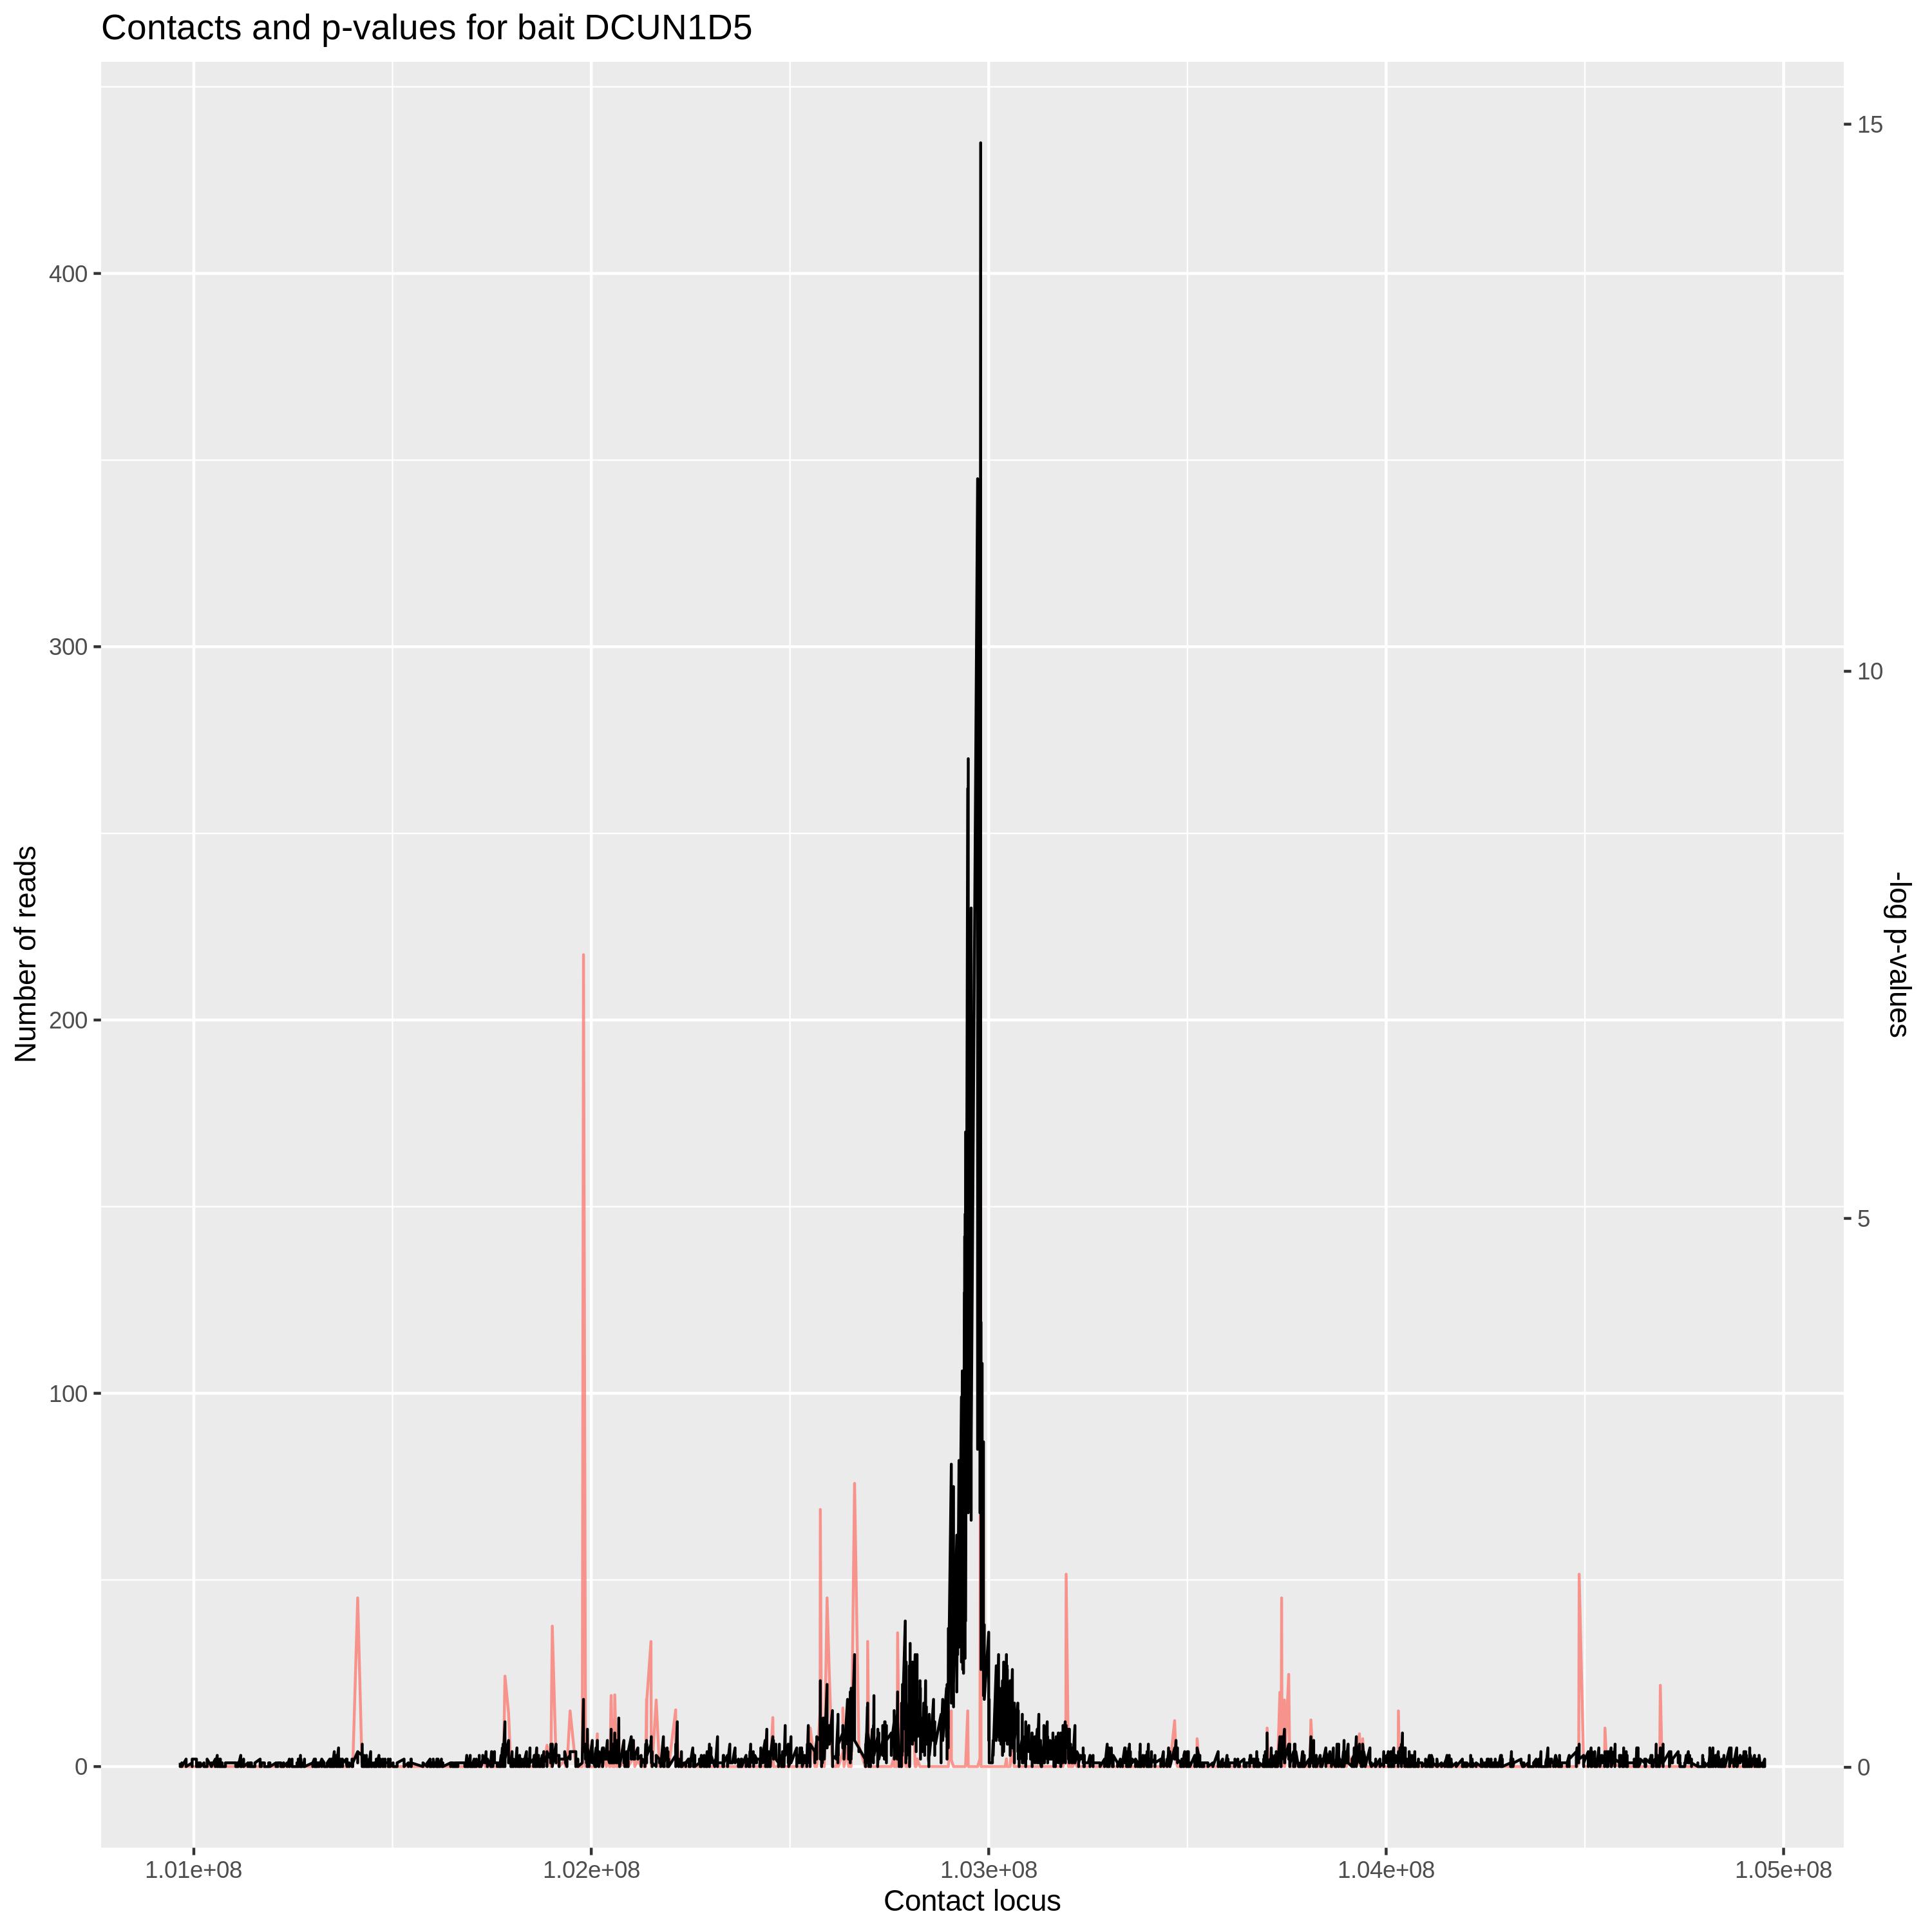 Contacts and p-values for bait DCUN1D5
400
300
200
100
0
15
10
5
0
Number of reads
-log p-values
1.01e+08 1.02e+08 1.03e+08 1.04e+08 1.05e+08
Contact locus